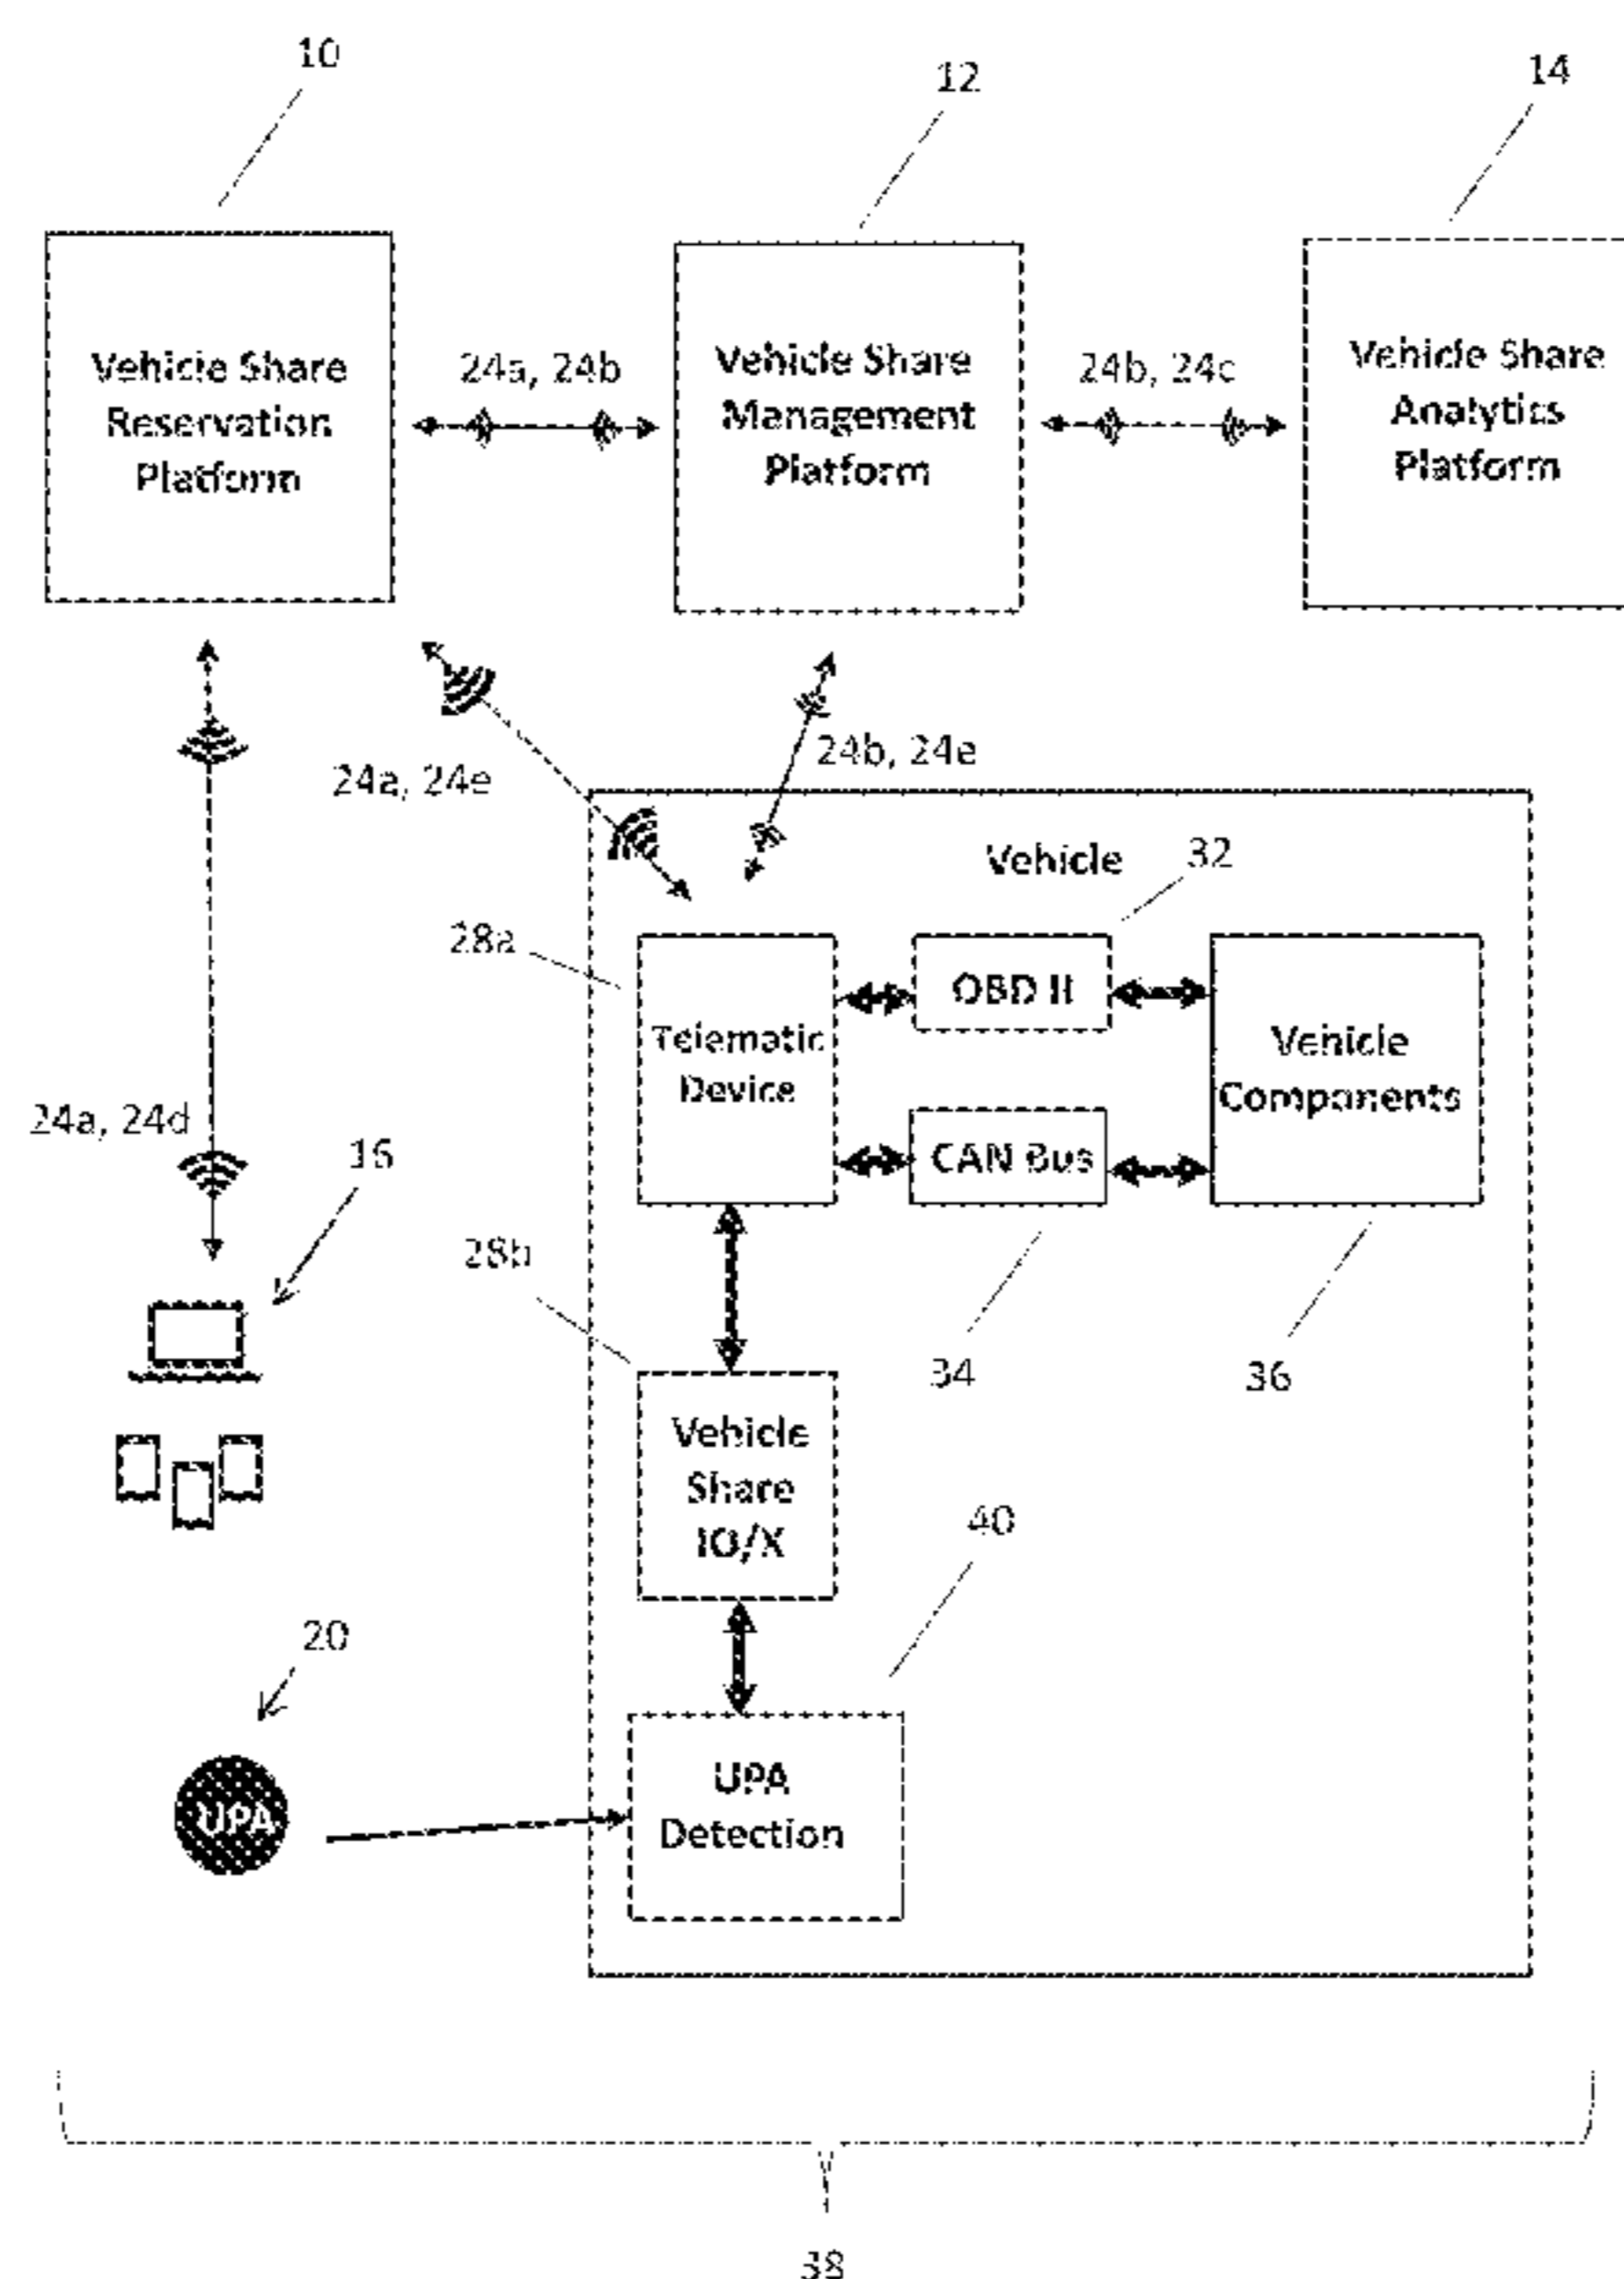 10
12
14
Vehicle Share
Reservation
Platform
24a, 24b
Vehicle Share
Management
Platform
24b, 24c
Vehicle Share
Analytics
Platform
24a, 24e
24b, 24e
Vehicle
32
28a
Telematic
Device
OBD II
Vehicle
Components
CAN Bus
24a, 24d
16
28b
34
36
Vehicle
Share
IO/X
40
20
UPA
UPA
Detection
38